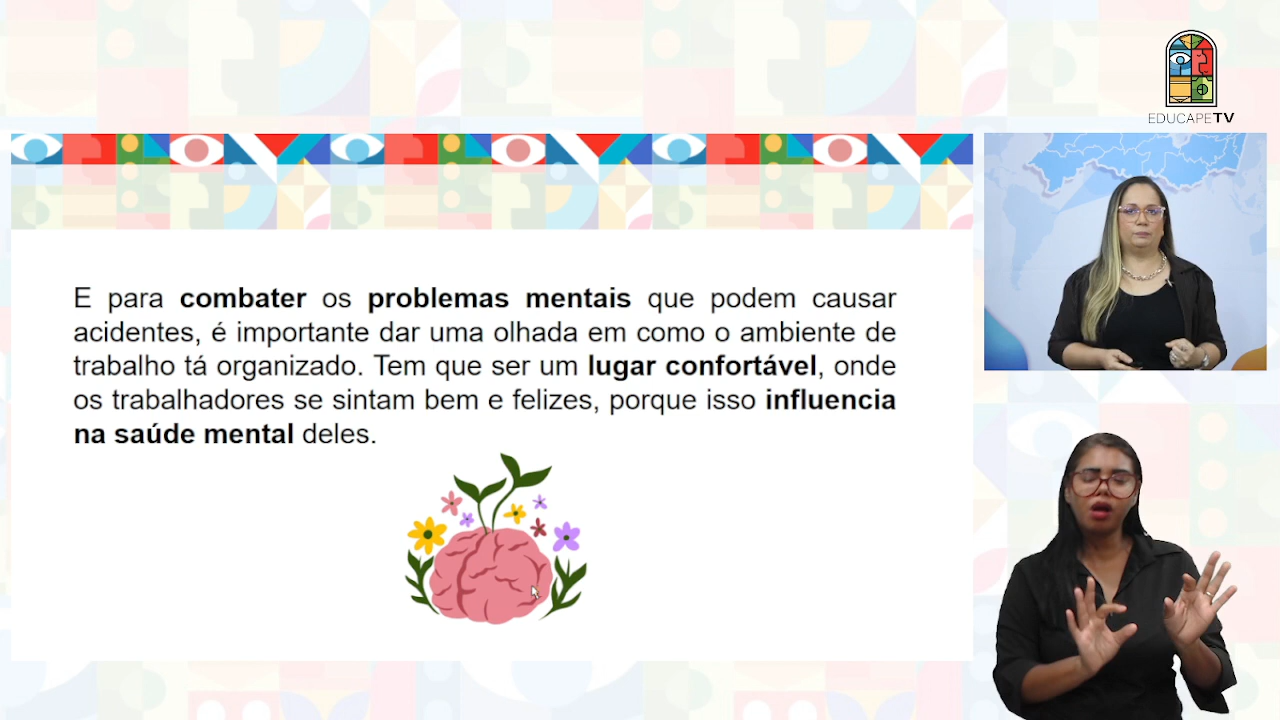 EDUCAPETV
E para combater os problemas mentais que podem causar
acidentes, é importante dar uma olhada em como o ambiente de
trabalho tá organizado. Tem que ser um lugar confortável, onde
os trabalhadores se sintam bem e felizes, porque isso influencia
na saúde mental deles.